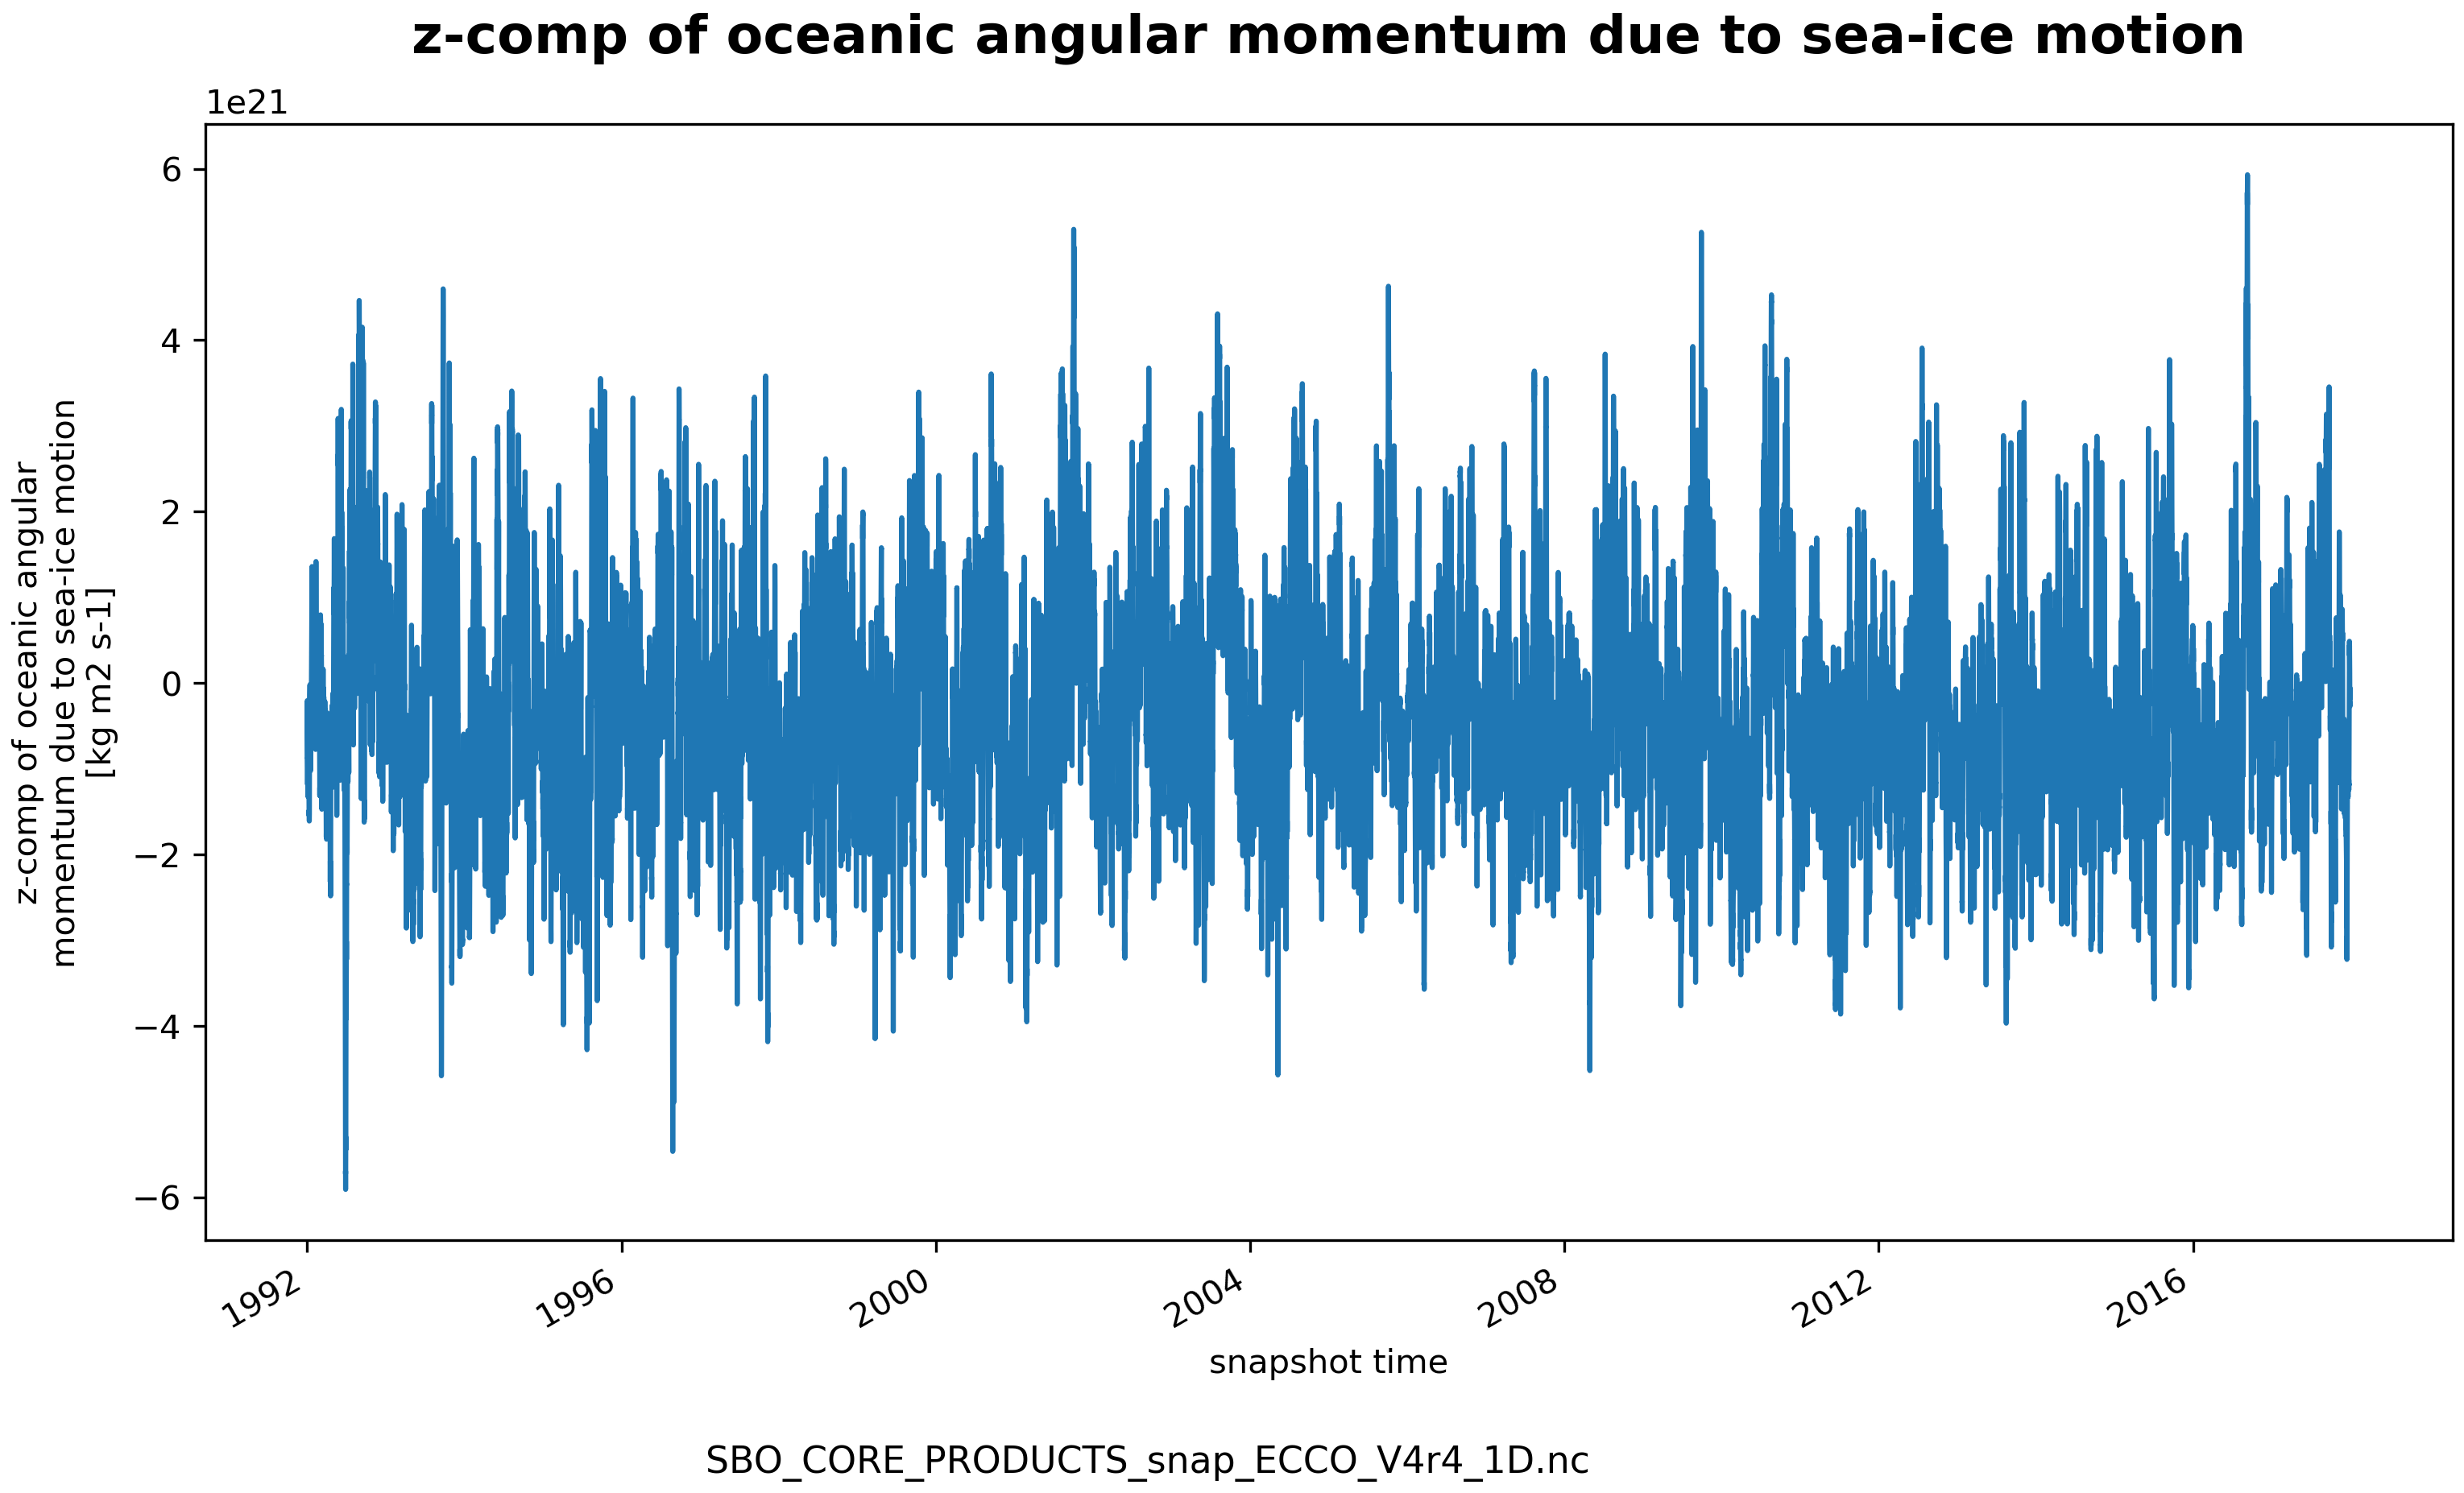 z-comp of oceanic angular momentum due to sea-ice motion
1e21
6
4
2
0
−2
−4
−6
z-comp of oceanic angular
momentum due to sea-ice motion
[kg m2 s-1]
1992
1996
2000
2004
2008
2012
2016
snapshot time
SBO_CORE_PRODUCTS_snap_ECCO_V4r4_1D.nc